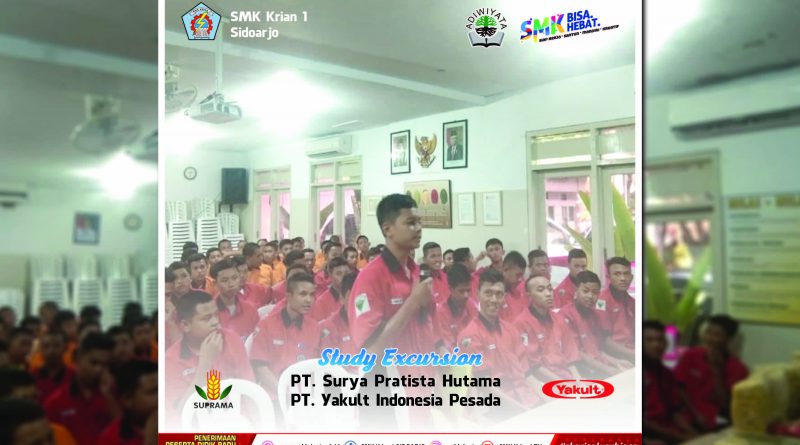 SMK Krian 1
Sidoarjo
ADIWIYATA
SMK BISA.
HEBAT.
Study Excursion
PT. Surya Pratista Hutama
PT. Yakult Indonesia Pesada
SUPRAMA
Yakult
PENERIMAAN
PESERTA DIDIK BARU